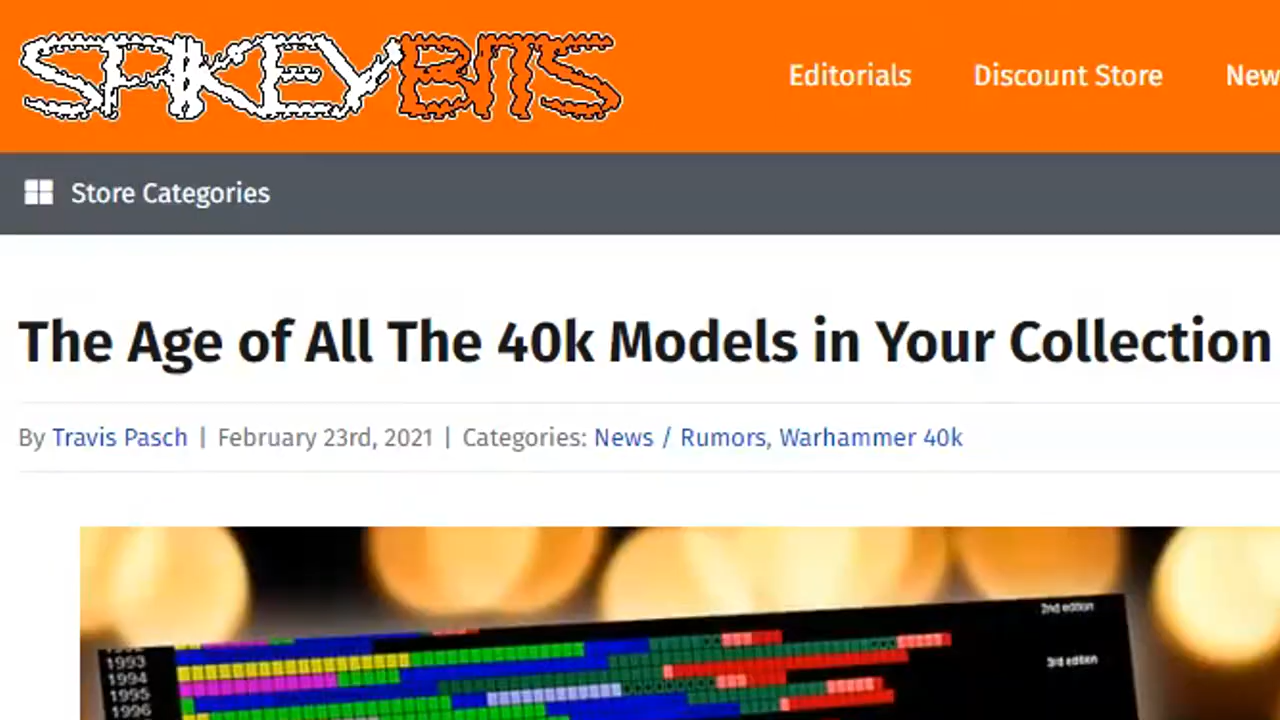 SPIKEYBITS
Editorials
Discount Store
New
Store Categories
The Age of All The 40k Models in Your Collection
By Travis Pasch | February 23rd, 2021 | Categories: News / Rumors, Warhammer 40k
2nd edition
1993
3rd edition
1994
1995
1996